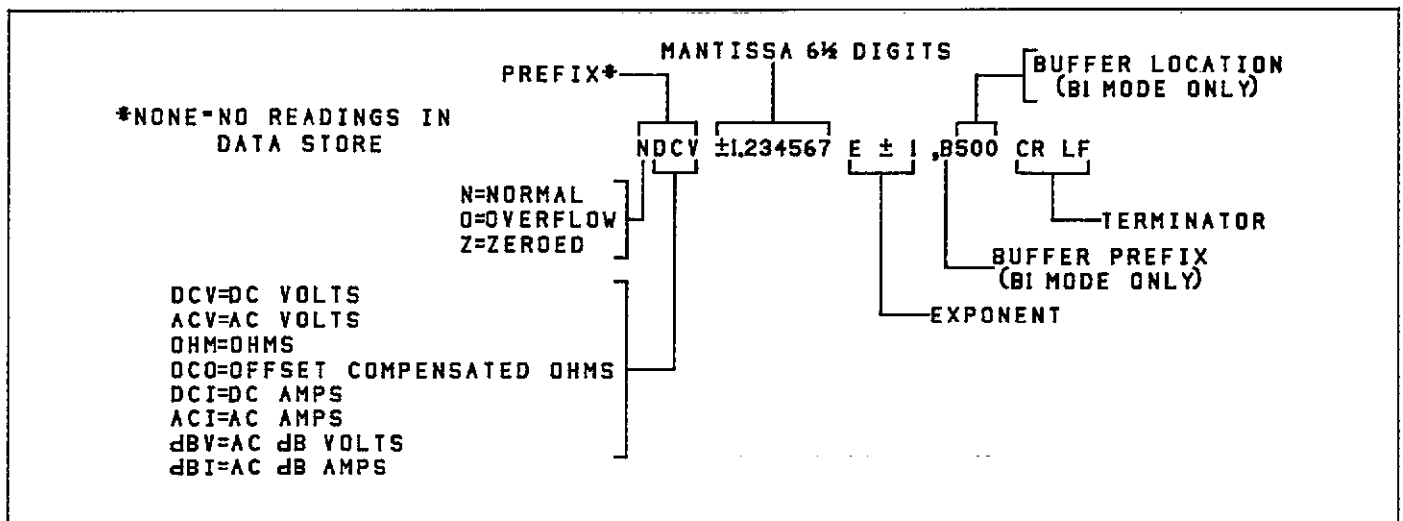 MANTISSA 6½ DIGITS
PREFIX*
BUFFER LOCATION
(BI MODE ONLY)
*NONE=NO READINGS IN
DATA STORE
NDCV ±1.234567 E ± 1 ,B500 CR LF
N=NORMAL
O=OVERFLOW
Z=ZEROED
TERMINATOR
BUFFER PREFIX
(BI MODE ONLY)
EXPONENT
DCV=DC VOLTS
ACV=AC VOLTS
OHM=OHMS
OCO=OFFSET COMPENSATED OHMS
DCI=DC AMPS
ACI=AC AMPS
dBV=AC dB VOLTS
dBI=AC dB AMPS